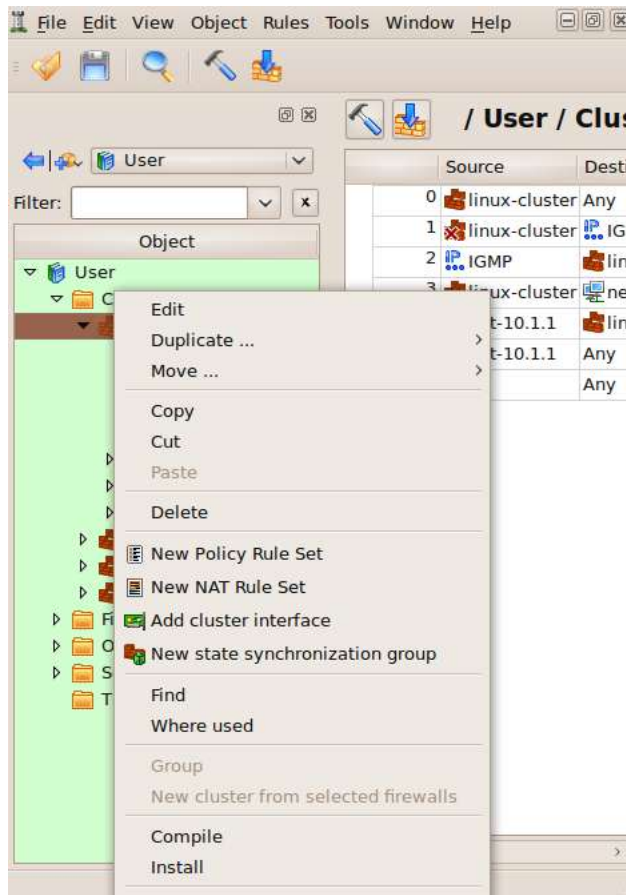 File Edit View Object Rules Tools Window Help
/ User / Clus
User
Source Desti
Filter:
0 linux-cluster Any
Object
1 linux-cluster IG
User
2 IGMP lin
C
3 ux-cluster ne
t-10.1.1 lin
t-10.1.1 Any
Any
Edit
Duplicate ...
Move ...
Copy
Cut
Paste
Delete
New Policy Rule Set
New NAT Rule Set
Fi
Add cluster interface
O
New state synchronization group
S
T
Find
Where used
Group
New cluster from selected firewalls
Compile
Install